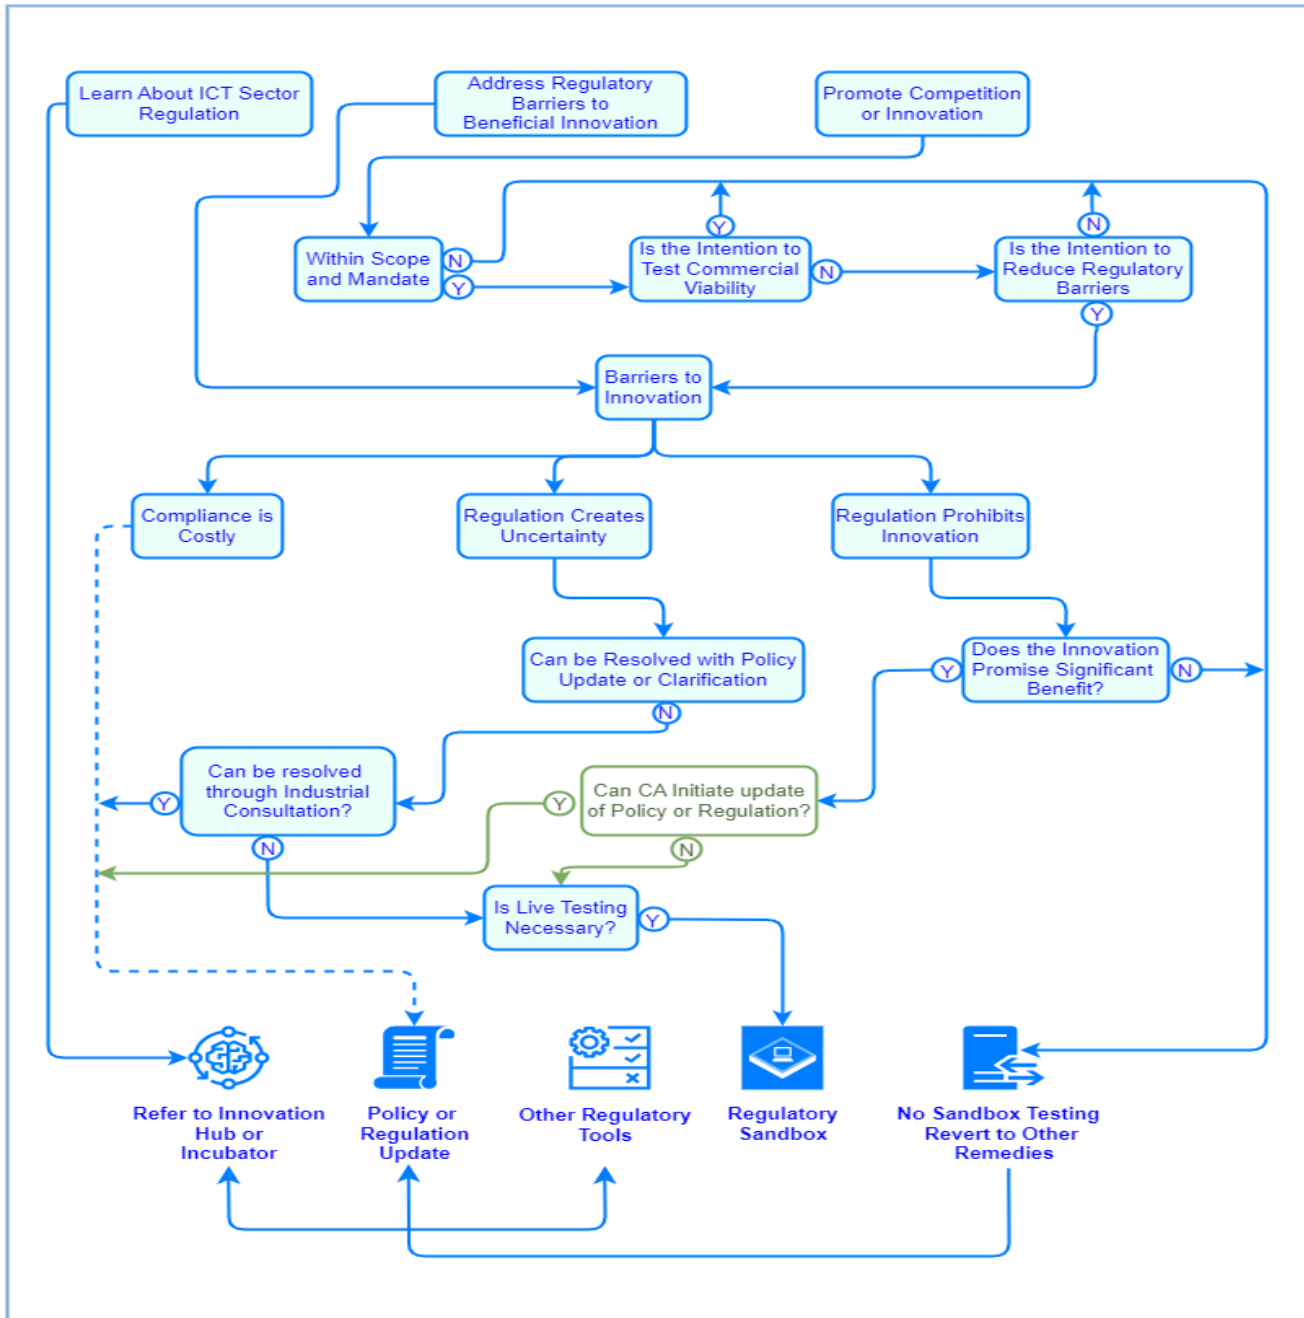 Learn About ICT Sector
Regulation
Address Regulatory
Barriers to
Beneficial Innovation
Promote Competition
or Innovation
Within Scope
and Mandate
N
Y
Y
Is the Intention to
Test Commercial
Viability
N
N
Is the Intention to
Reduce Regulatory
Barriers
Y
Barriers to
Innovation
Compliance is
Costly
Regulation Creates
Uncertainty
Regulation Prohibits
Innovation
Can be Resolved with Policy
Update or Clarification
N
Y
Does the Innovation
Promise Significant
Benefit?
N
Y
Can be resolved
through Industrial
Consultation?
N
Y
Can CA Initiate update
of Policy or Regulation?
N
Is Live Testing
Necessary?
Y
Refer to Innovation
Hub or
Incubator
Policy or
Regulation
Update
Other Regulatory
Tools
Regulatory
Sandbox
No Sandbox Testing
Revert to Other
Remedies